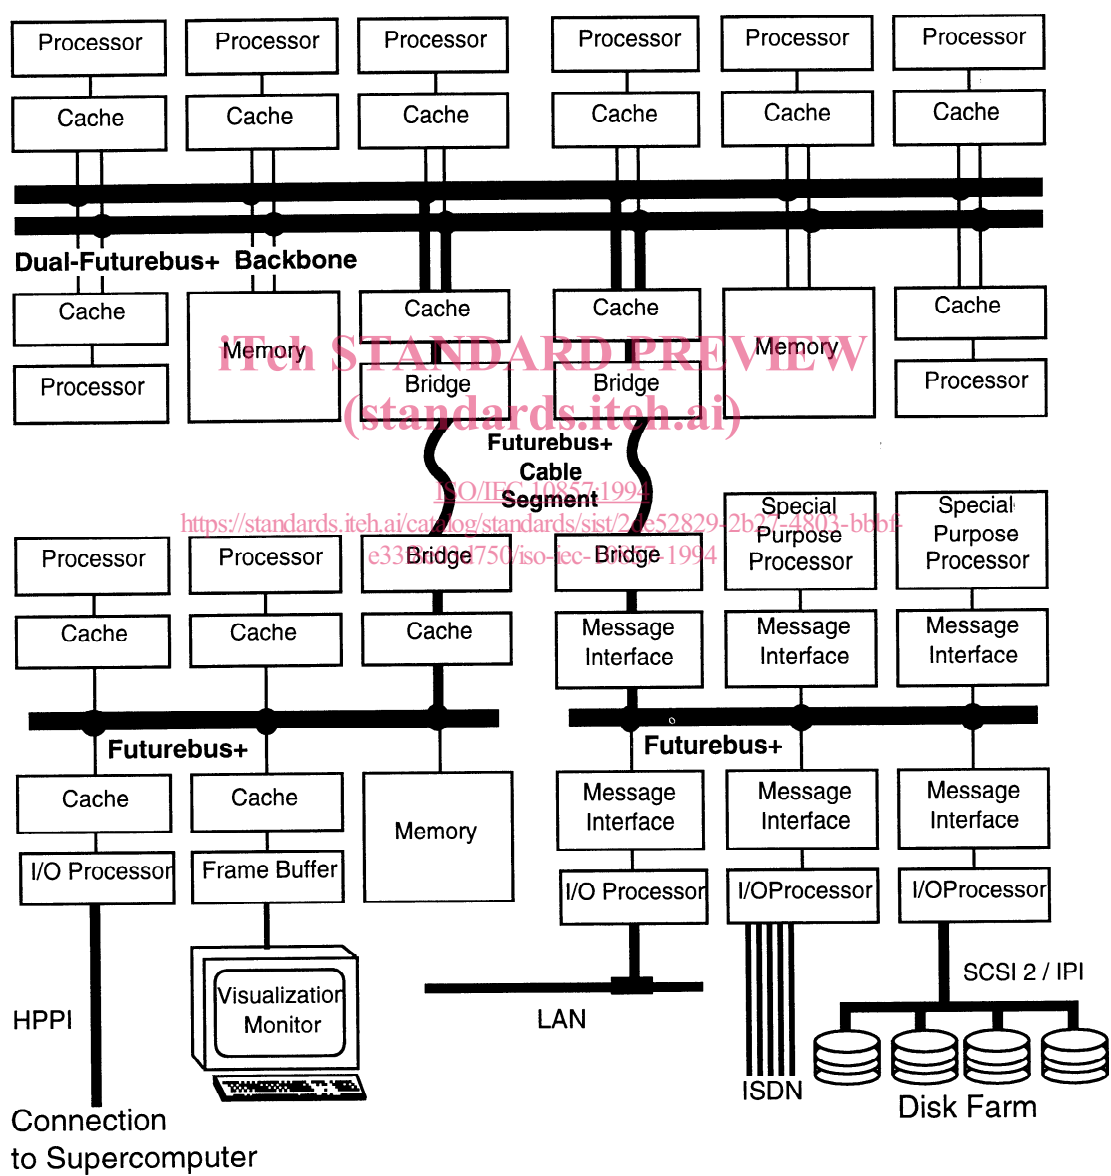 Processor Processor Processor Processor Processor Processor
Cache Cache Cache Cache Cache Cache
Dual-Futurebus+ Backbone
Cache Memory Cache Cache Memory Cache
iTeh STANDARD PREVIEW
Processor Bridge Bridge Processor
(standards.iteh.ai)
Futurebus+
Cable
Segment
ISO/IEC 10857:1994
https://standards.iteh.ai/catalog/standards/sist/2de52829-2b27-4803-bbbf-
Special
Purpose
Processor
Special
Purpose
Processor
Processor Processor Bridge Bridge
Cache Cache Cache
Message
Interface
Message
Interface
Message
Interface
Futurebus+ Futurebus+
Cache Cache Memory
Message
Interface
Message
Interface
Message
Interface
I/O Processor Frame Buffer I/O Processor I/OProcessor I/OProcessor
Visualization
Monitor
SCSI 2 / IPI
HPPI LAN
ISDN
Disk Farm
Connection
to Supercomputer